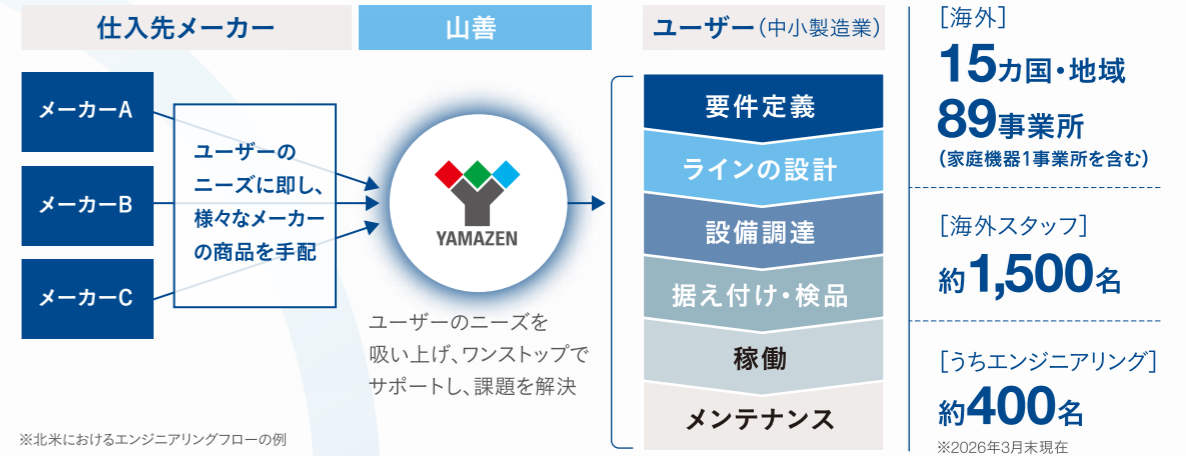 仕入先メーカー
山善
ユーザー（中小製造業）
メーカーA
メーカーB
メーカーC
ユーザーの
ニーズに即し、
様々なメーカー
の商品を手配
YAMAZEN
ユーザーのニーズを
吸い上げ、ワンストップで
サポートし、課題を解決
要件定義
ラインの設計
設備調達
据え付け・検品
稼働
メンテナンス
※北米におけるエンジニアリングフローの例
［海外］
15カ国・地域
89事業所
（家庭機器1事業所を含む）
［海外スタッフ］
約1,500名
［うちエンジニアリング］
約400名
※2026年3月末現在